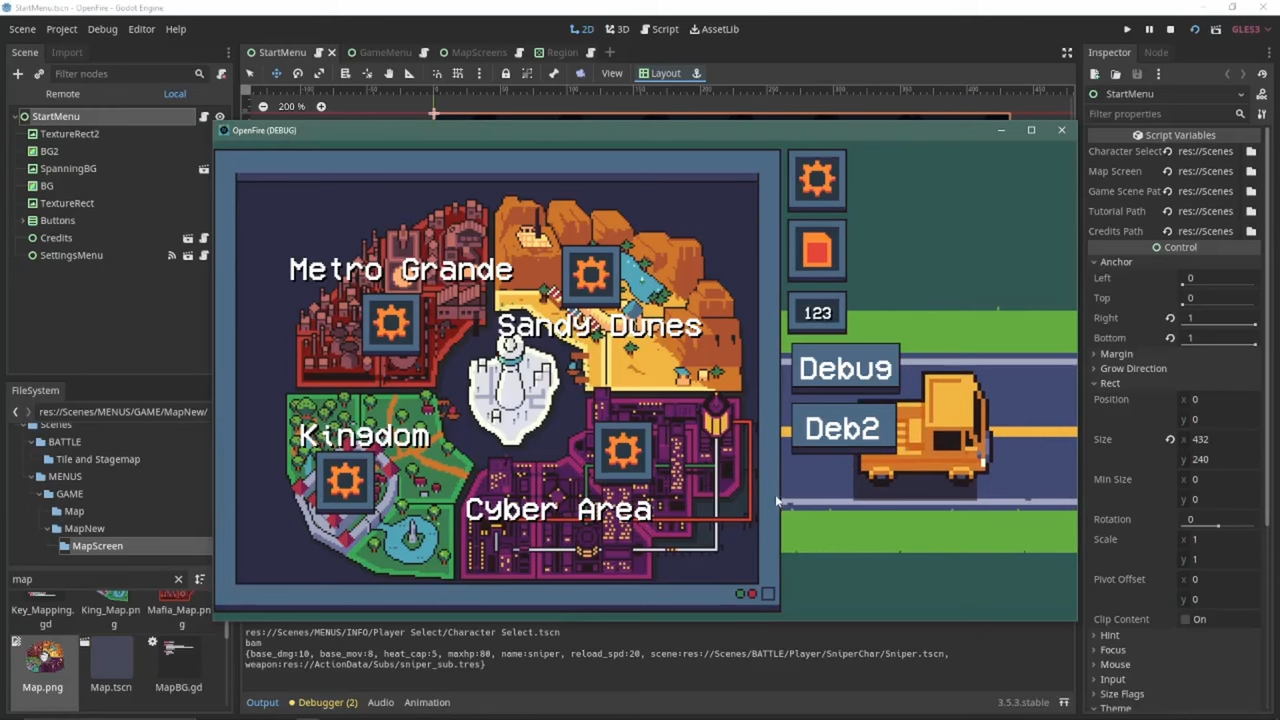 StartMenu.tscn - OpenFire - Godot Engine
Scene Project Debug Editor Help
2D 3D Script AssetLib
GLES3
Scene Import
Filter nodes
Remote Local
StartMenu
TextureRect2
BG2
SpanningBG
BG
TextureRect
Buttons
Credits
SettingsMenu
FileSystem
res://Scenes/MENUS/GAME/MapNew/
Scenes
BATTLE
Tile and Stagemap
MENUS
GAME
Map
MapNew
MapScreen
map
Key_Mapping.gd
King_Map.png
Mafia_Map.png
Map.png
Map.tscn
MapBG.gd
StartMenu GameMenu MapScreens Region
View Layout
200 %
OpenFire (DEBUG)
Metro Grande
Sandy Dunes
Kingdom
Cyber Area
123
Debug
Deb2
res://Scenes/MENUS/INFO/Player Select/Character Select.tscn
bam
{base_dmg:10, base_mov:8, heat_cap:5, maxhp:80, name:sniper, reload_spd:20, scene:res://Scenes/BATTLE/Player/SniperChar/Sniper.tscn,
weapon:res://ActionData/Subs/sniper_sub.tres}
Output Debugger (2) Audio Animation
3.5.3.stable
Inspector Node
StartMenu
Filter properties
Script Variables
Character Select res://Scenes
Map Screen res://Scenes
Game Scene Pat res://Scenes
Tutorial Path res://Scenes
Credits Path res://Scenes
Control
Anchor
Left 0
Top 0
Right 1
Bottom 1
Margin
Grow Direction
Rect
Position x 0
y 0
Size x 432
y 240
Min Size x 0
y 0
Rotation 0
Scale x 1
y 1
Pivot Offset x 0
y 0
Clip Content On
Hint
Focus
Mouse
Input
Size Flags
Theme